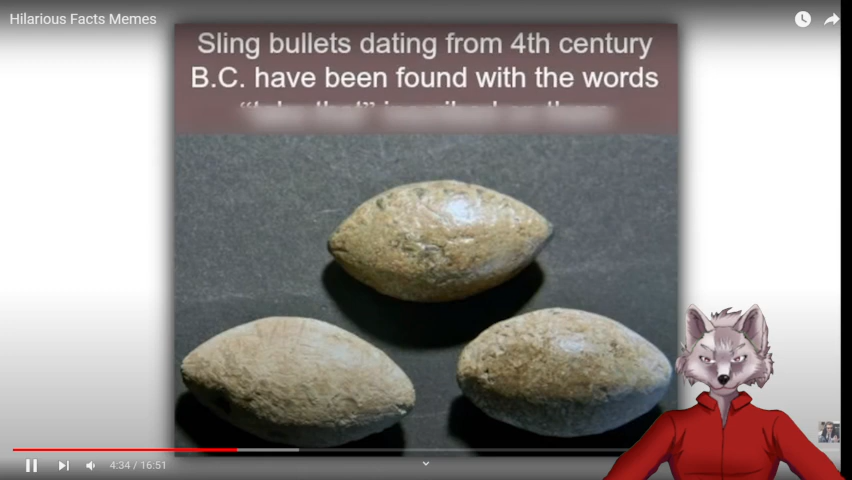 Hilarious Facts Memes
Sling bullets dating from 4th century
B.C. have been found with the words
4:34 / 16:51